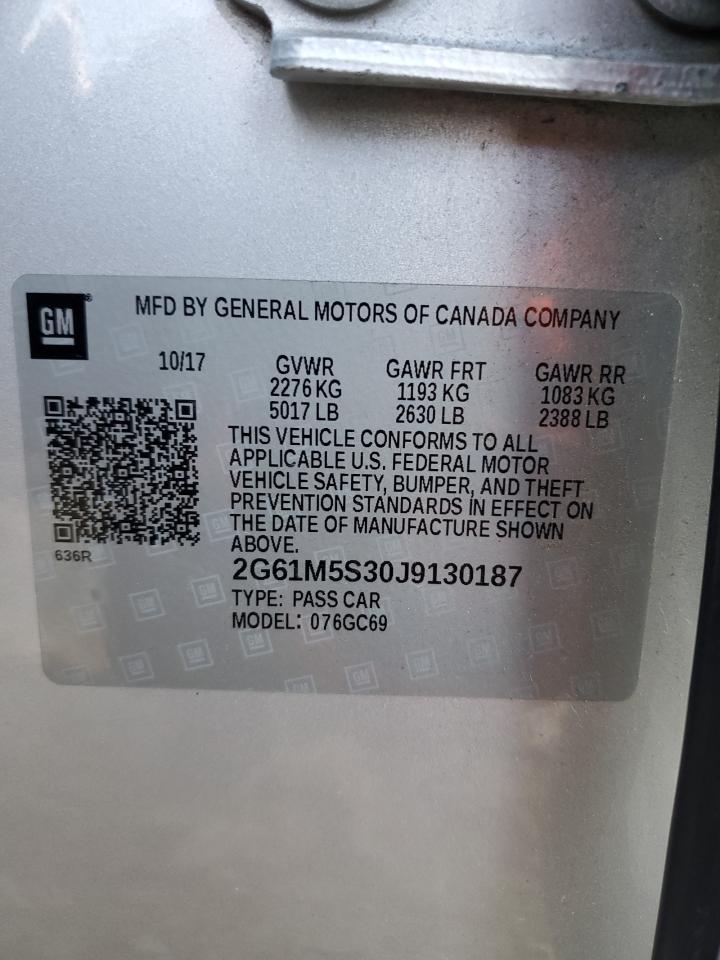 GM
MFD BY GENERAL MOTORS OF CANADA COMPANY
10/17
GVWR GAWR FRT GAWR RR
2276 KG 1193 KG 1083 KG
5017 LB 2630 LB 2388 LB
THIS VEHICLE CONFORMS TO ALL
APPLICABLE U.S. FEDERAL MOTOR
VEHICLE SAFETY, BUMPER, AND THEFT
PREVENTION STANDARDS IN EFFECT ON
THE DATE OF MANUFACTURE SHOWN
ABOVE.
636R
2G61M5S30J9130187
TYPE: PASS CAR
MODEL: 076GC69